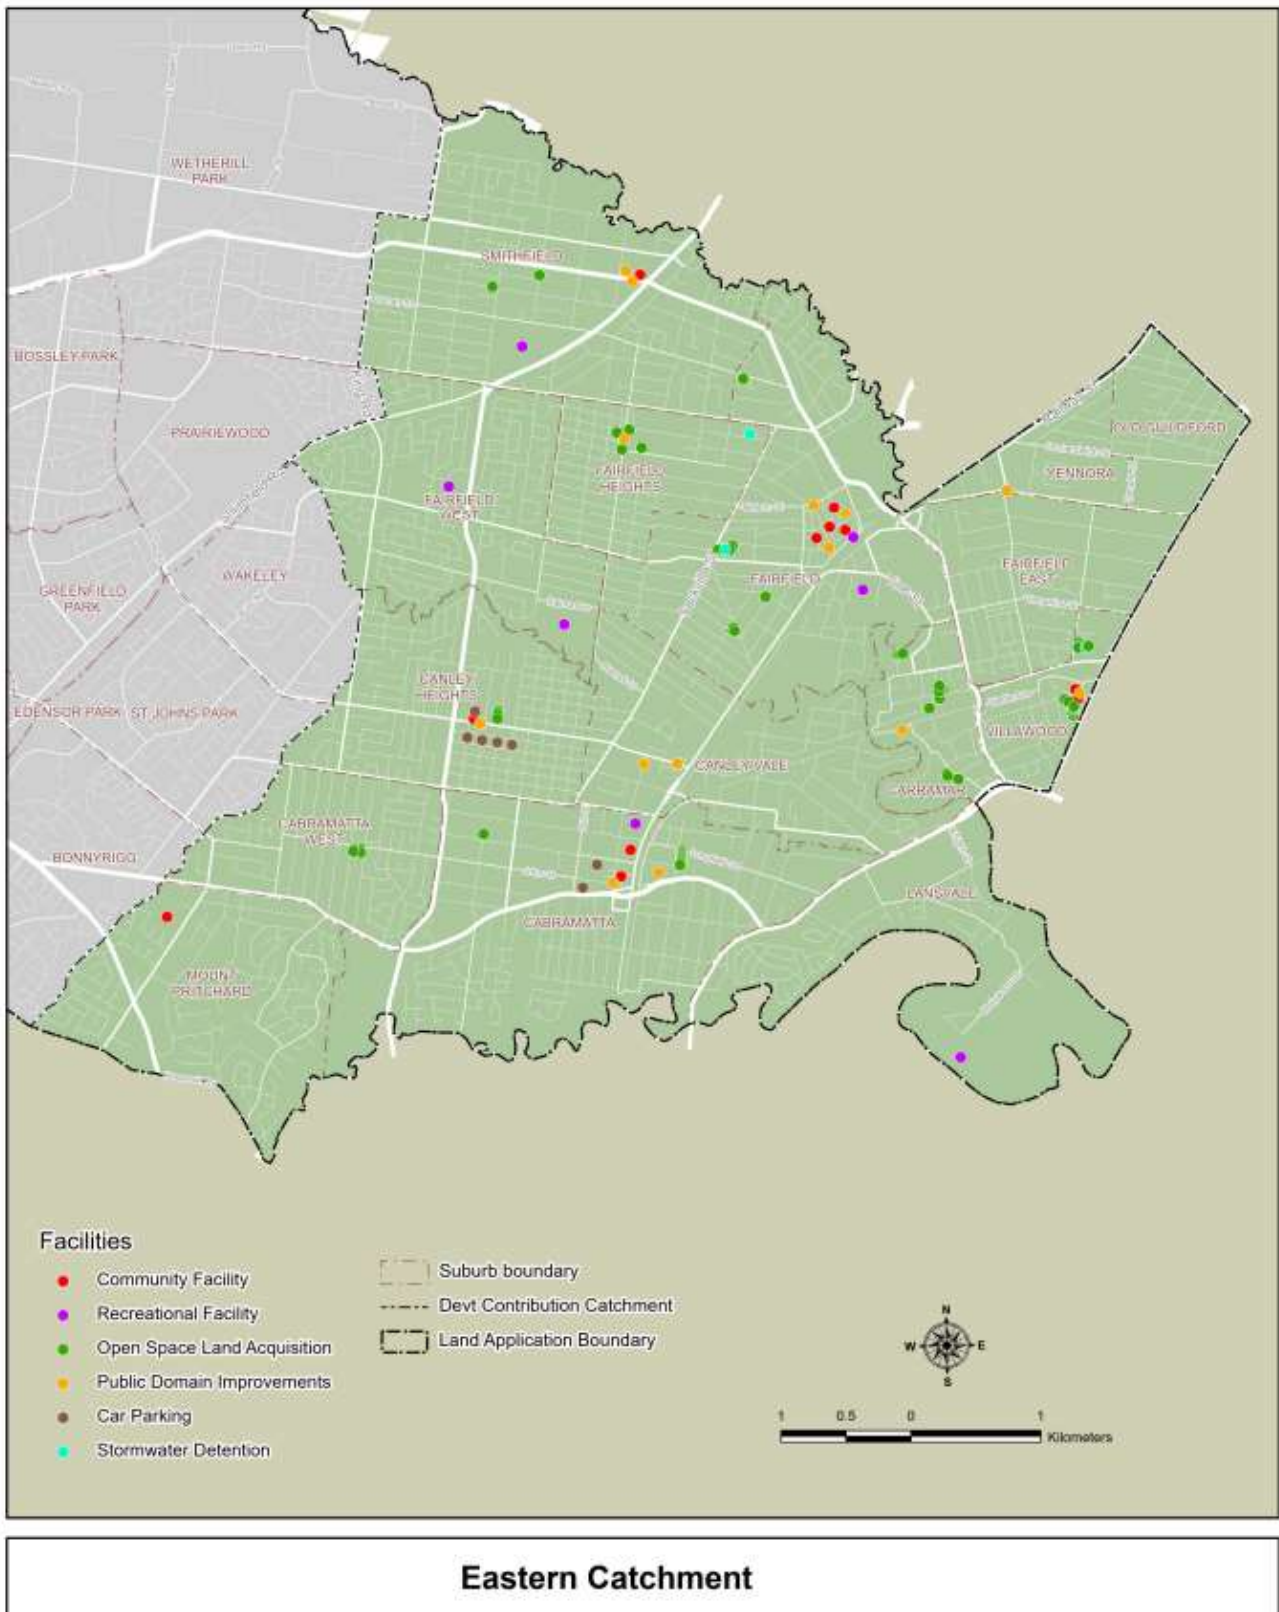 WETHERILL
PARK
SMITHFIELD
BOSSLEY PARK
PRAIRIEWOOD
OLD GUILDFORD
YENNORA
FAIRFIELD
HEIGHTS
FAIRFIELD
WEST
FAIRFIELD
EAST
FAIRFIELD
WAKELEY
GREENFIELD
PARK
CANLEY
HEIGHTS
EDENSOR PARK
ST JOHNS PARK
VILLAWOOD
CANLEY VALE
CARRAMAR
CABRAMATTA
WEST
BONNYRIGG
LANSVALE
CABRAMATTA
MOUNT
PRITCHARD
Facilities
Community Facility
Recreational Facility
Open Space Land Acquisition
Public Domain Improvements
Car Parking
Stormwater Detention
Suburb boundary
Devt Contribution Catchment
Land Application Boundary
N
W
E
S
1
0.5
0
1
Kilometers
Eastern Catchment